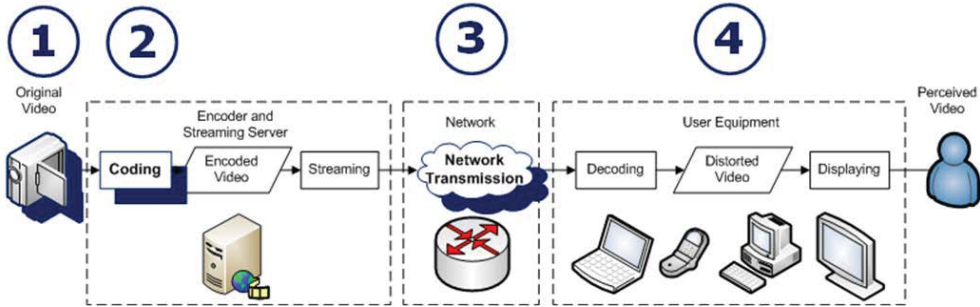 1
2
3
4
Original
Video
Encoder and
Streaming Server
Coding
Encoded
Video
Streaming
Network
Network
Transmission
User Equipment
Decoding
Distorted
Video
Displaying
Perceived
Video